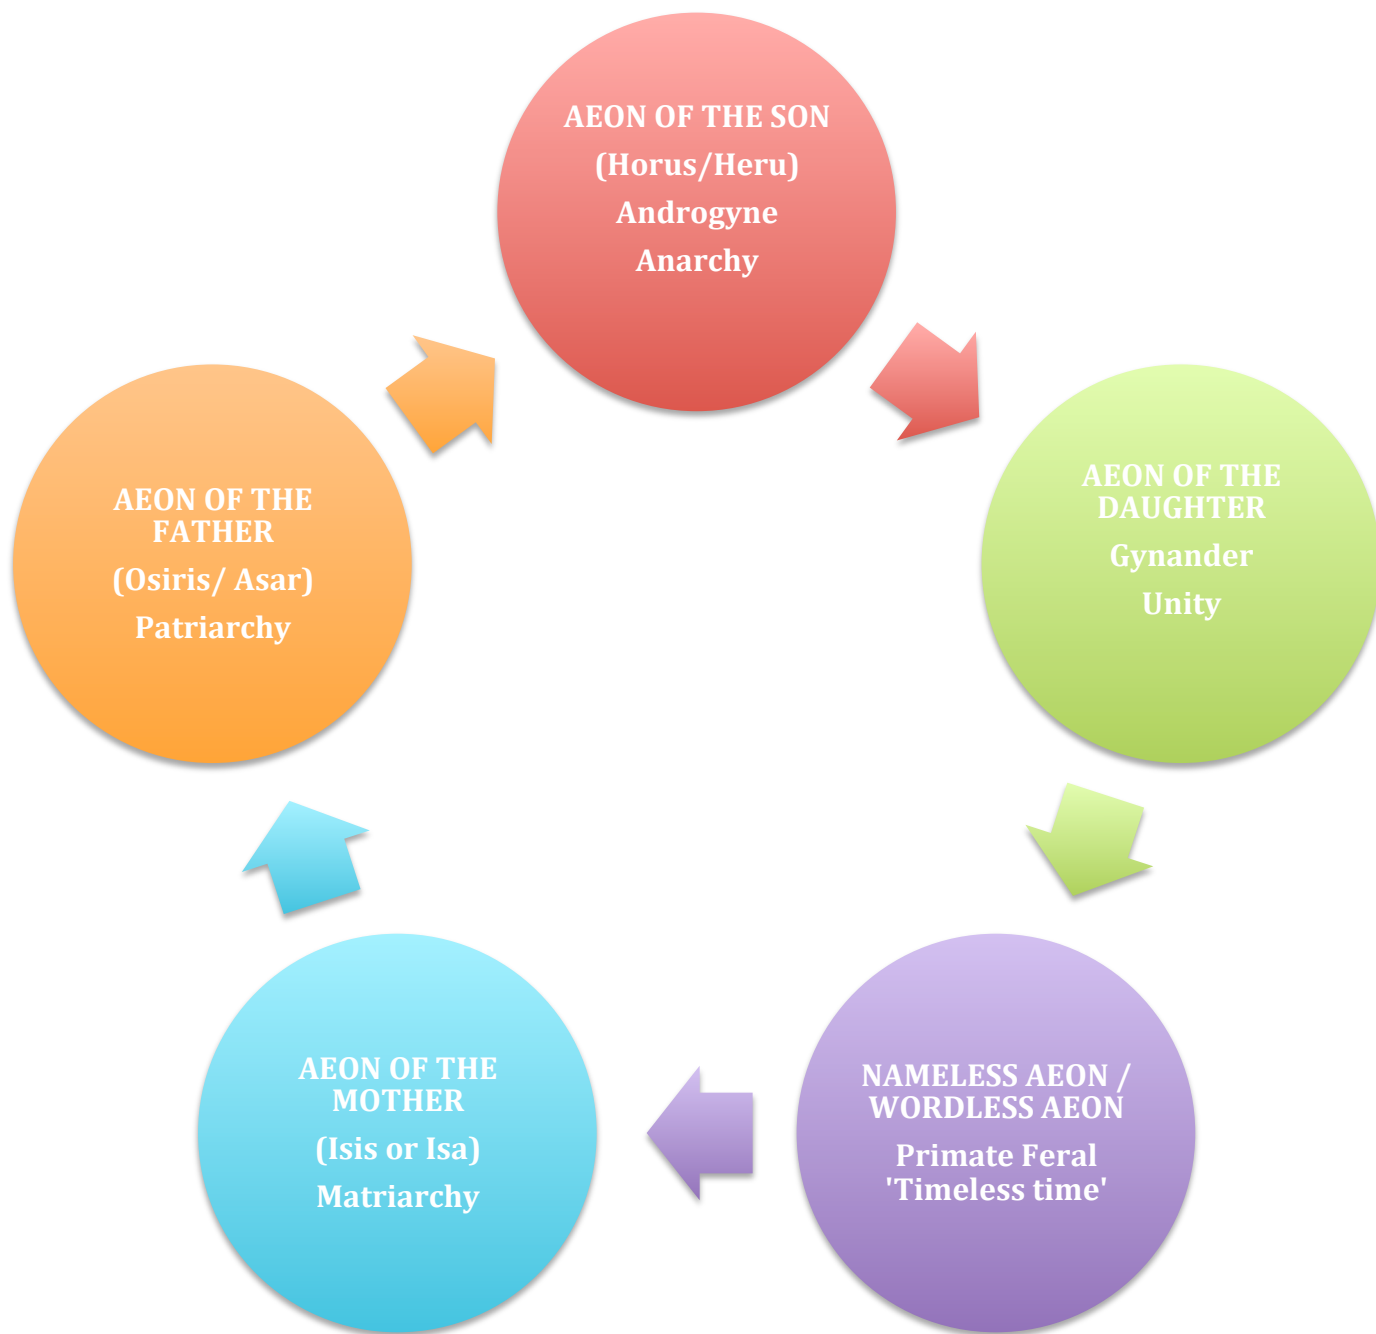 AEON OF THE SON
(Horus/Heru)
Androgyne
Anarchy
AEON OF THE
DAUGHTER
Gynander
Unity
NAMELESS AEON /
WORDLESS AEON
Primate Feral
'Timeless time'
AEON OF THE
MOTHER
(Isis or Isa)
Matriarchy
AEON OF THE
FATHER
(Osiris/ Asar)
Patriarchy